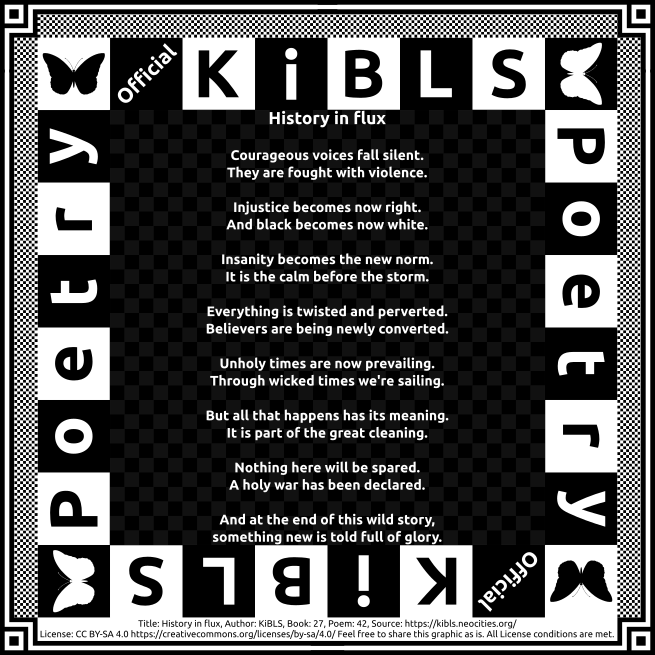 Official KiBLS
Poetry
Poetry
History in flux
Courageous voices fall silent.
They are fought with violence.
Injustice becomes now right.
And black becomes now white.
Insanity becomes the new norm.
It is the calm before the storm.
Everything is twisted and perverted.
Believers are being newly converted.
Unholy times are now prevailing.
Through wicked times we're sailing.
But all that happens has its meaning.
It is part of the great cleaning.
Nothing here will be spared.
A holy war has been declared.
And at the end of this wild story,
something new is told full of glory.
Official KiBLS
Title: History in flux, Author: KiBLS, Book: 27, Poem: 42, Source: https://kibls.neocities.org/
License: CC BY-SA 4.0 https://creativecommons.org/licenses/by-sa/4.0/ Feel free to share this graphic as is. All License conditions are met.